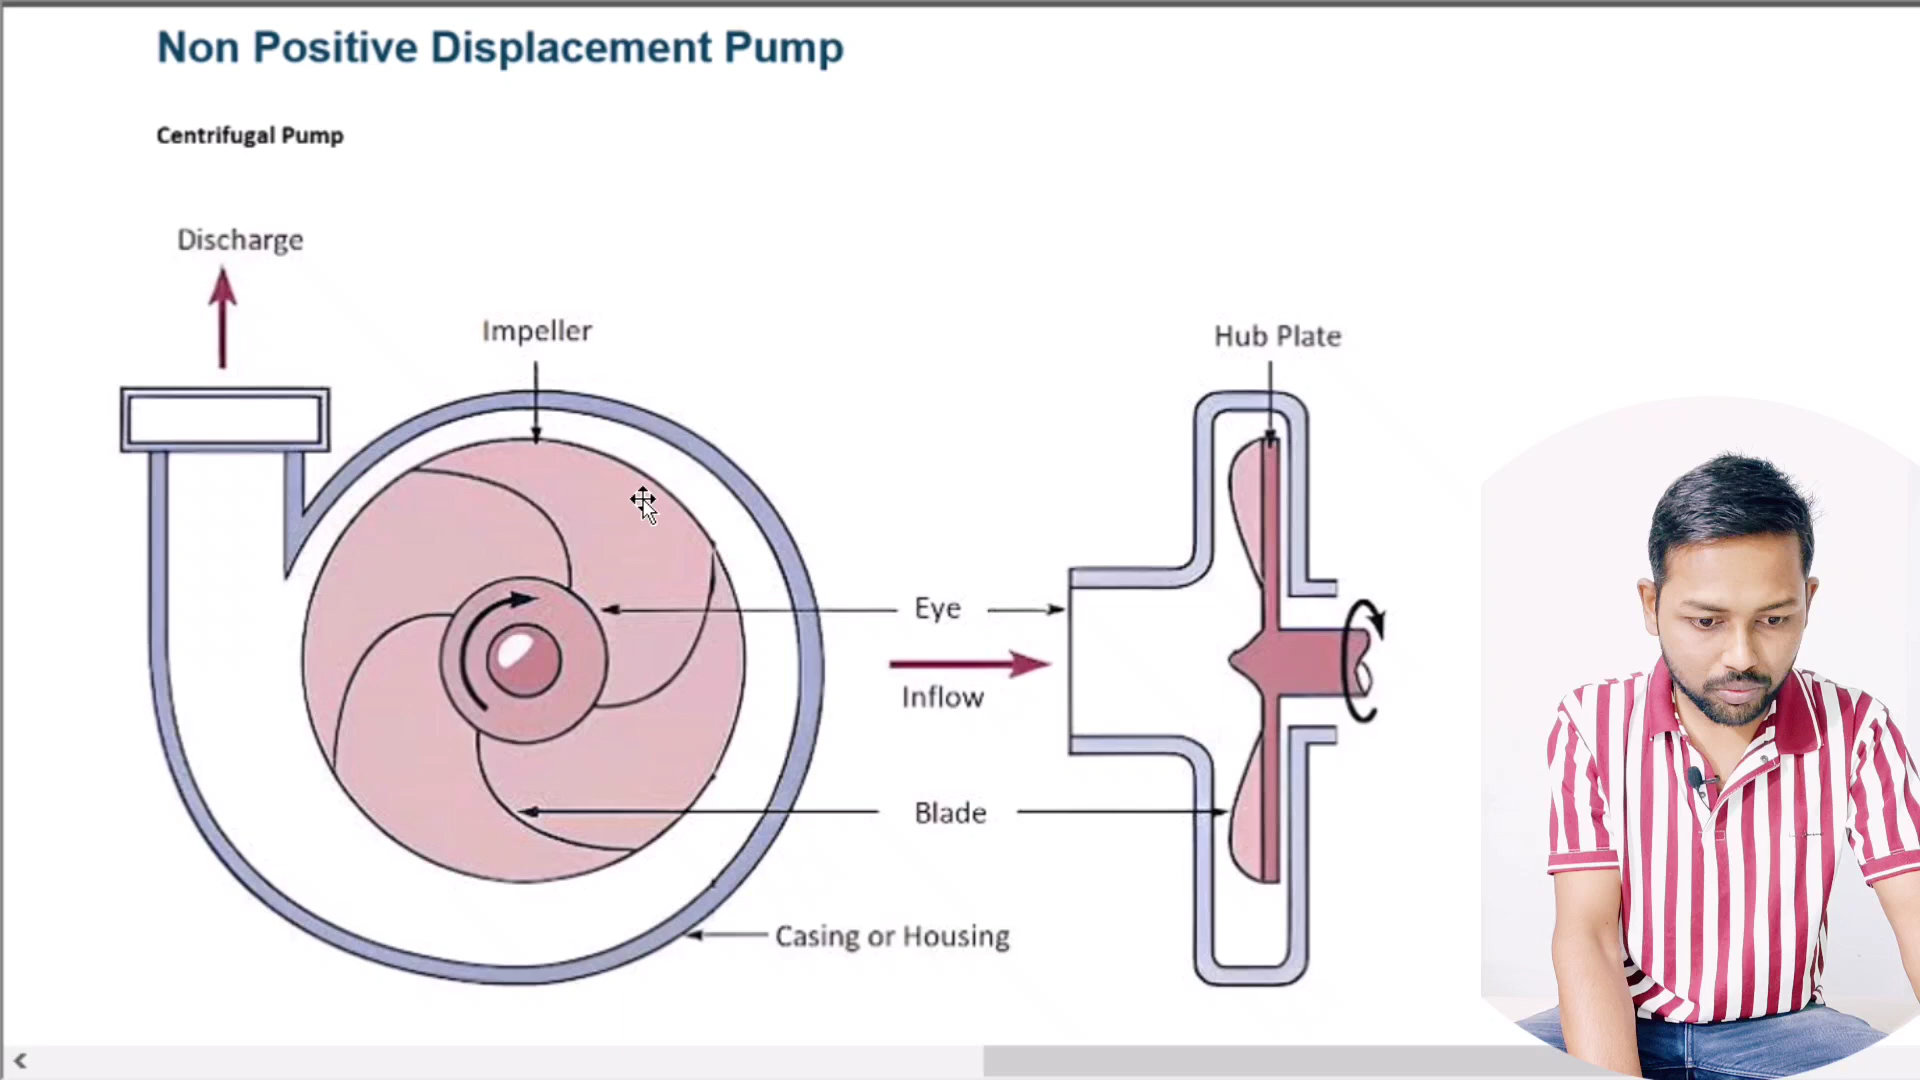 Non Positive Displacement Pump
Centrifugal Pump
Discharge
Impeller
Hub Plate
Eye
Inflow
Blade
Casing or Housing